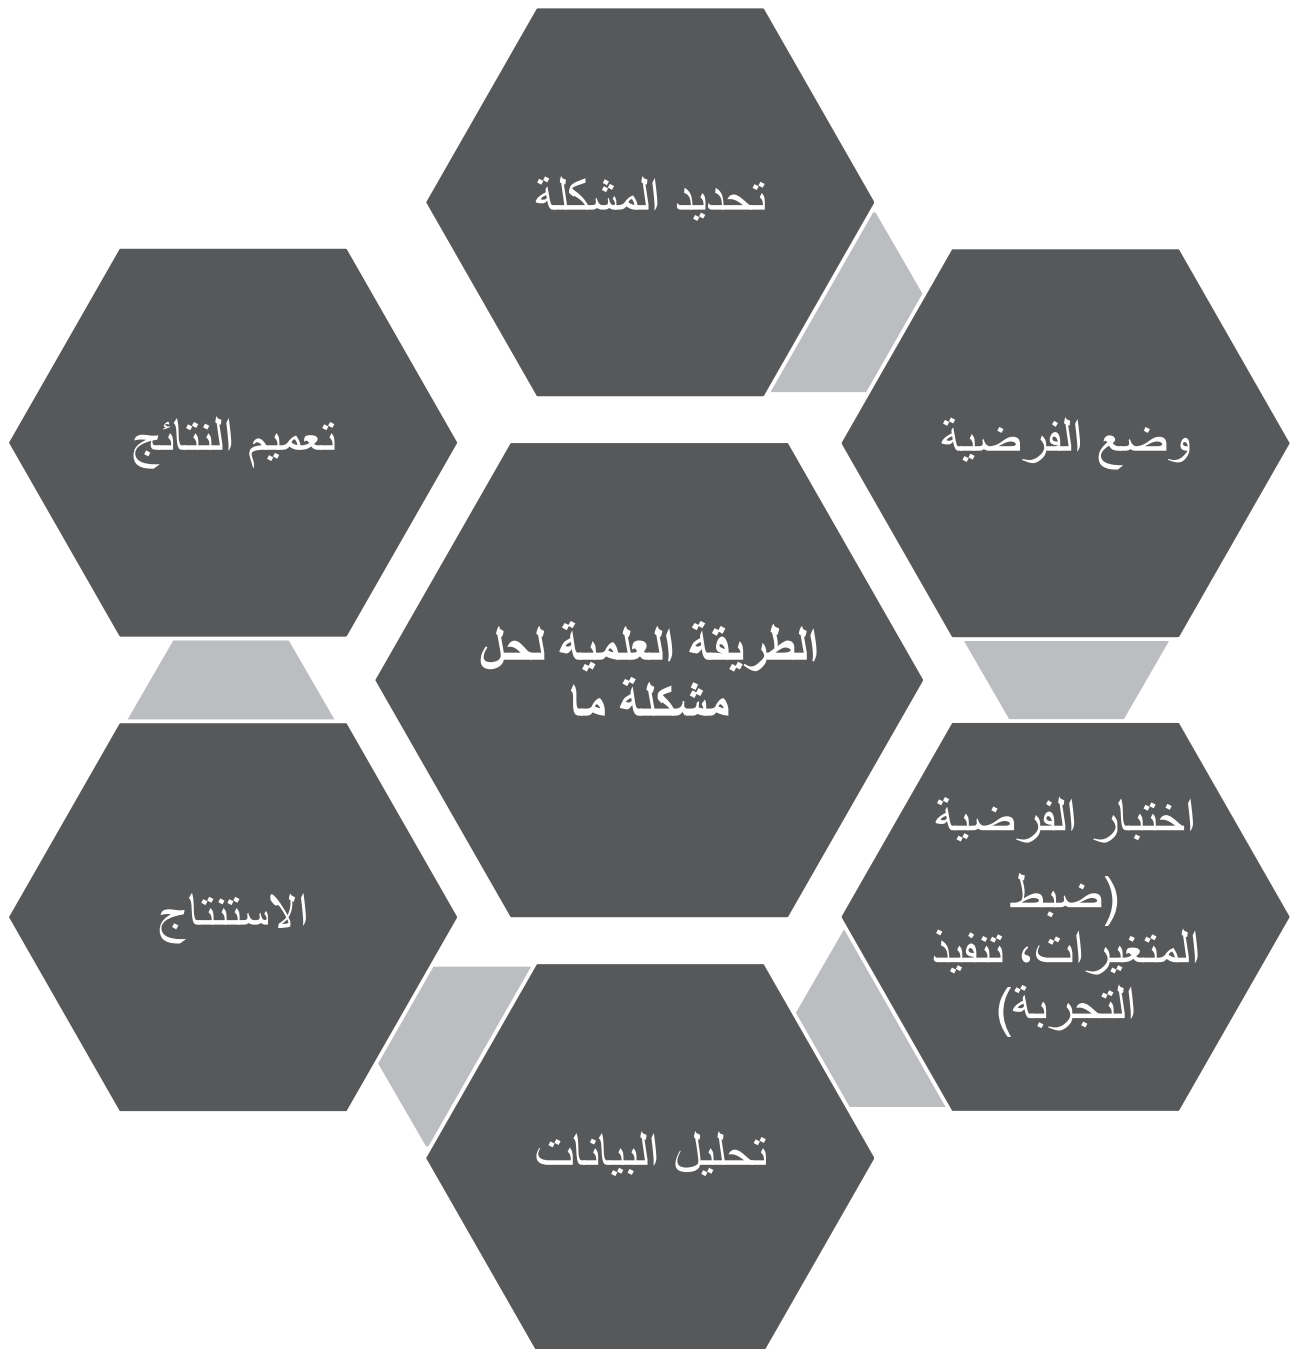 تحديد المشكلة
وضع الفرضية
اختبار الفرضية
(ضبط
المتغيرات، تنفيذ
التجربة)
تحليل البيانات
الاستنتاج
تعميم النتائج
الطريقة العلمية لحل
مشكلة ما